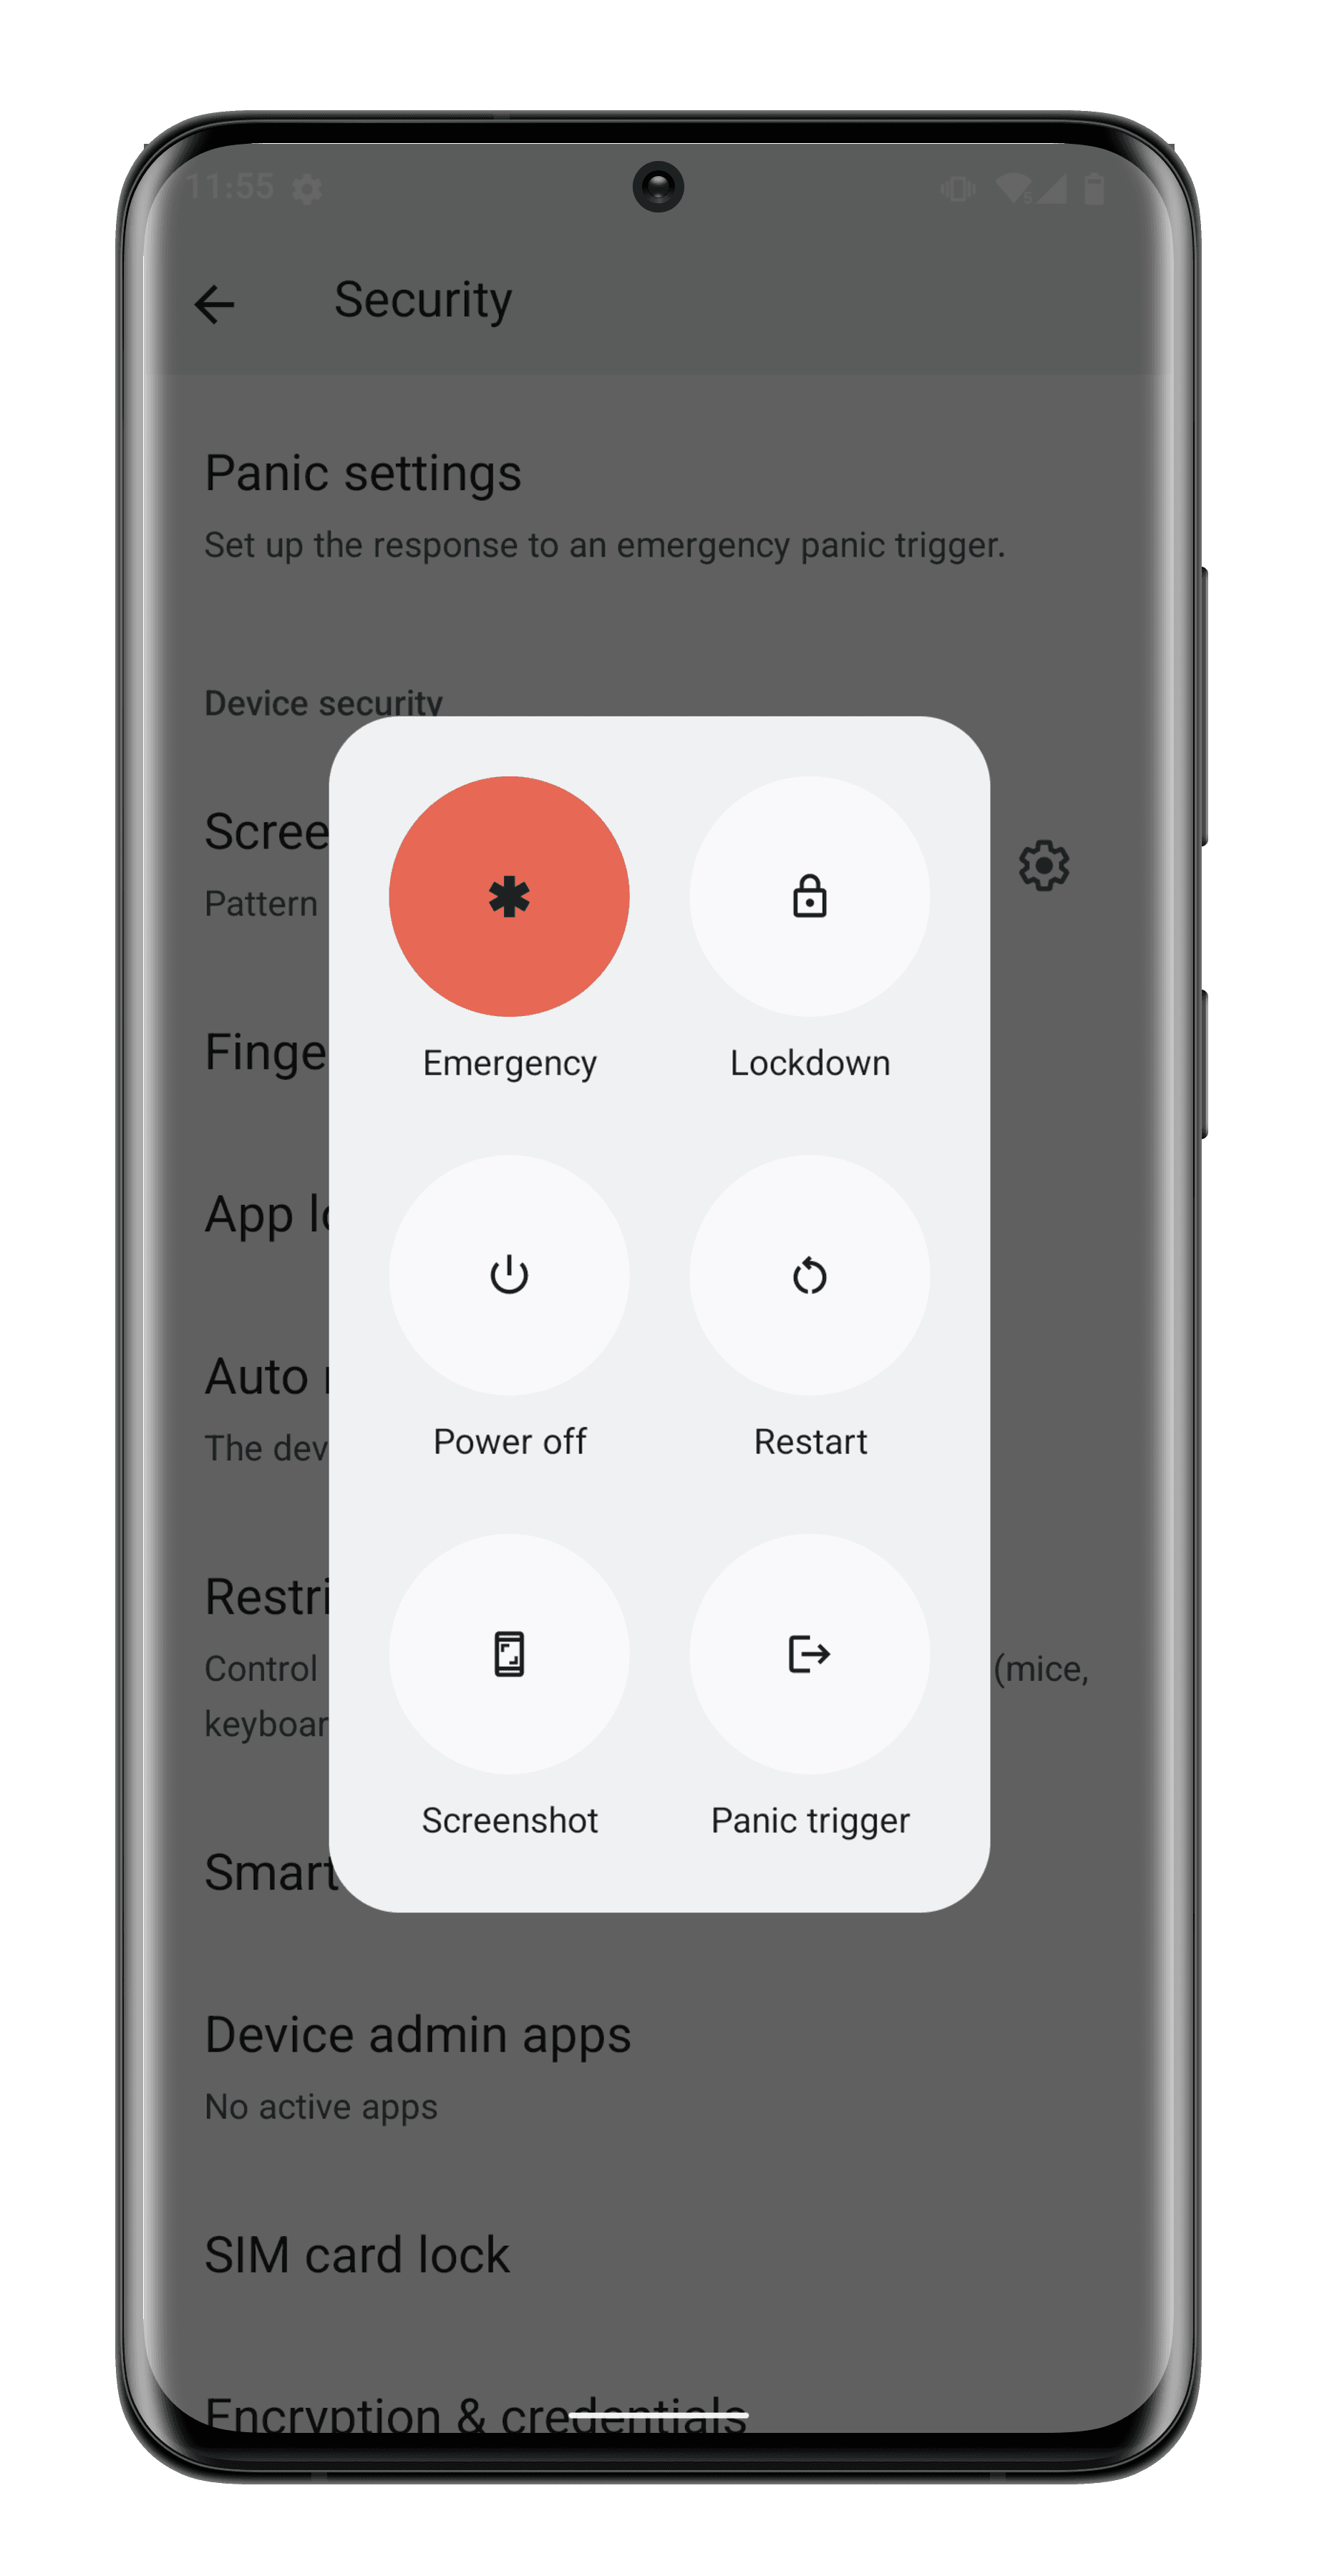 11:55
5
Security
Panic settings
Set up the response to an emergency panic trigger.
Device security
Scree
Pattern
Finge
App lo
Auto r
The dev
Restri
Control (mice,
keyboar
Smart
Emergency Lockdown
Power off Restart
Screenshot Panic trigger
Device admin apps
No active apps
SIM card lock
Encryption & credentials